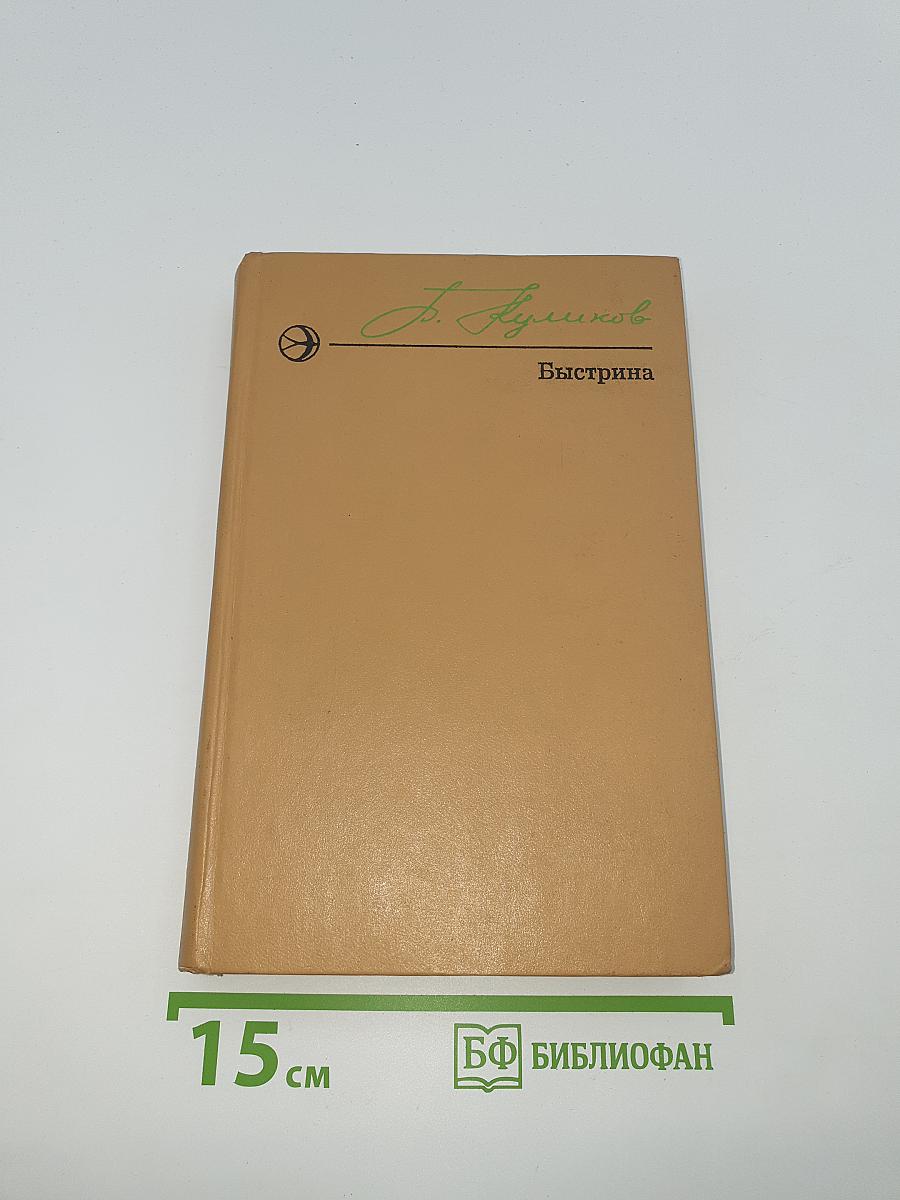 Б. Куликов
Быстрина
15 см
БФ БИБЛИОФАН